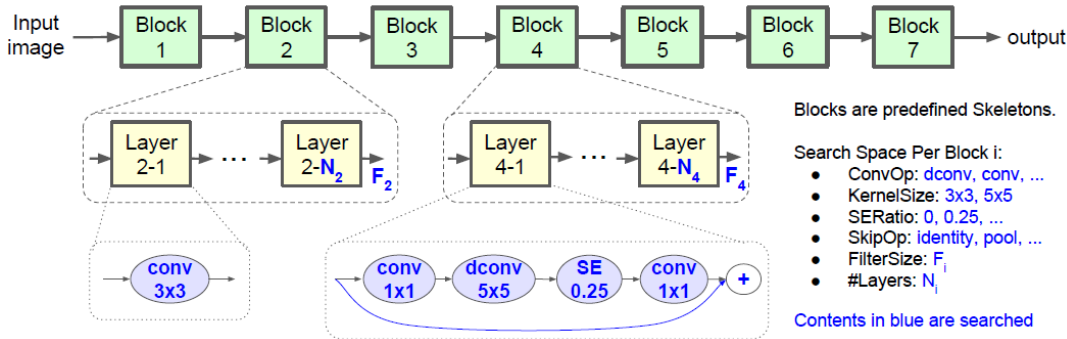 Input image
Block 1
Block 2
Block 3
Block 4
Block 5
Block 6
Block 7
output
Layer 2-1
...
Layer 2-N2
F2
Layer 4-1
...
Layer 4-N4
F4
conv 3x3
conv 1x1
dconv 5x5
SE 0.25
conv 1x1
+
Blocks are predefined Skeletons.
Search Space Per Block i:
● ConvOp: dconv, conv, ...
● KernelSize: 3x3, 5x5
● SERatio: 0, 0.25, ...
● SkipOp: identity, pool, ...
● FilterSize: Fi
● #Layers: Ni
Contents in blue are searched